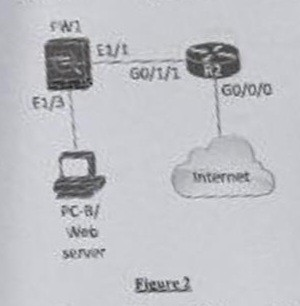 FW1
E1/1
G0/1/1
R2
G0/0/0
E1/3
Internet
PC-B/
Web
server
Figure 2